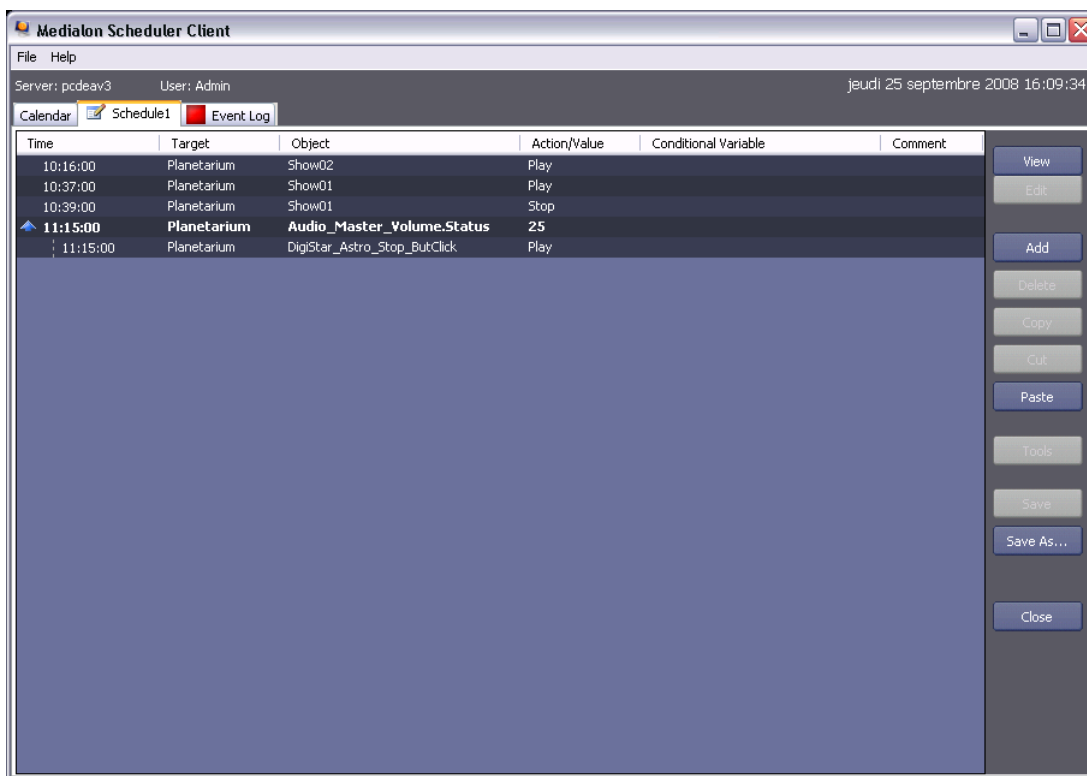 Medialon Scheduler Client
File Help
Server: pcdeav3 User: Admin jeudi 25 septembre 2008 16:09:34
Calendar Schedule1 Event Log
Time Target Object Action/Value Conditional Variable Comment
10:16:00 Planetarium Show02 Play
10:37:00 Planetarium Show01 Play
10:39:00 Planetarium Show01 Stop
11:15:00 Planetarium Audio_Master_Volume.Status 25
11:15:00 Planetarium DigiStar_Astro_Stop_ButClick Play
View
Edit
Add
Delete
Copy
Cut
Paste
Tools
Save
Save As...
Close